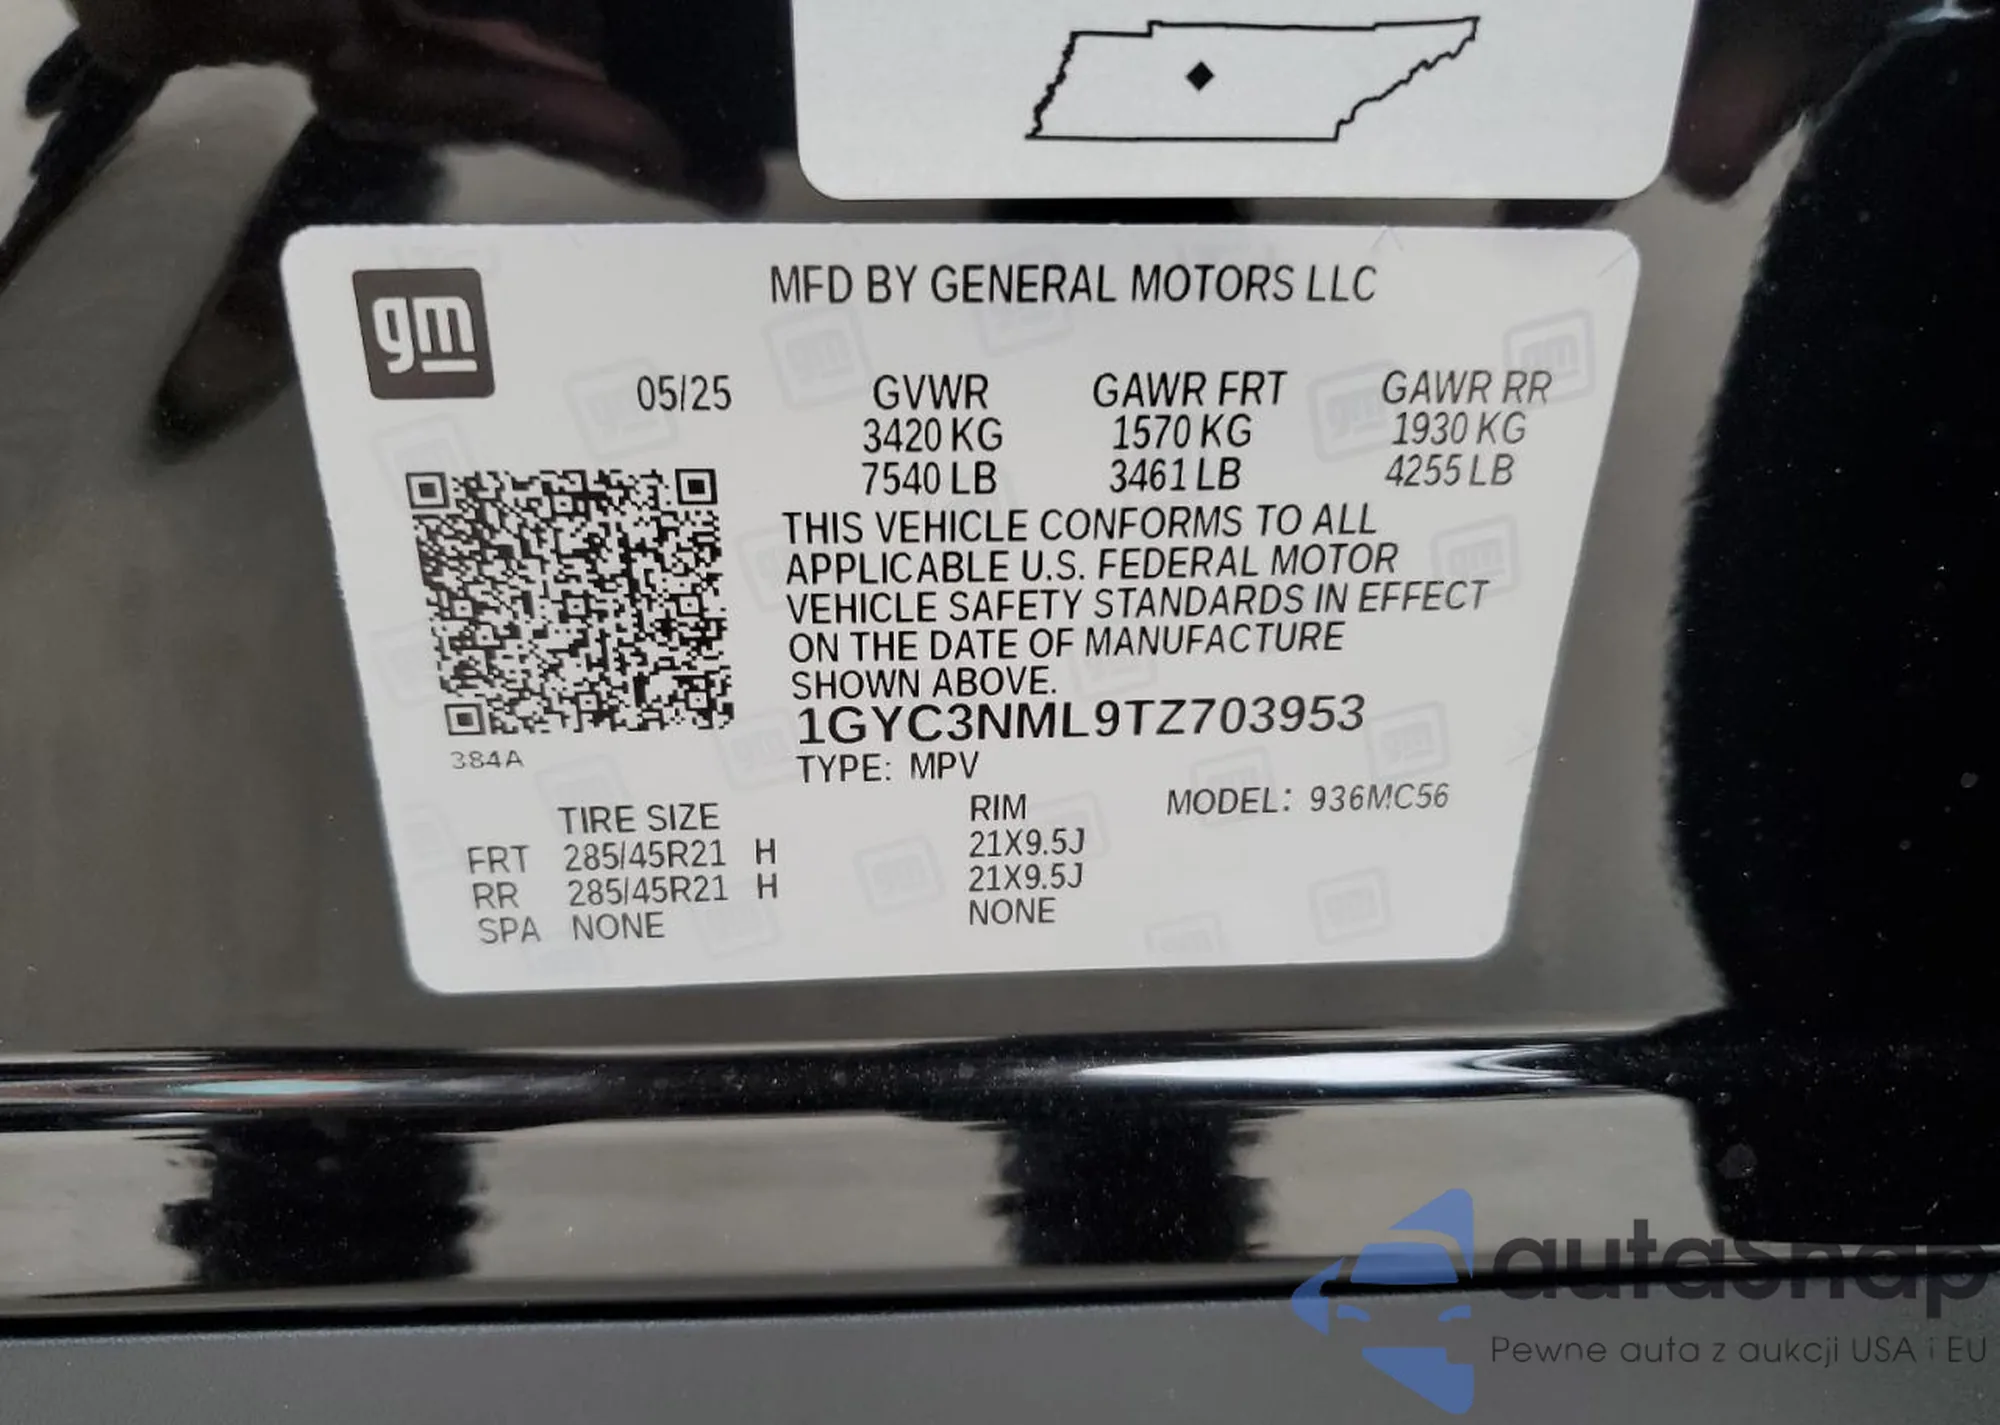 gm
MFD BY GENERAL MOTORS LLC
05/25 GVWR GAWR FRT GAWR RR
3420 KG 1570 KG 1930 KG
7540 LB 3461 LB 4255 LB
THIS VEHICLE CONFORMS TO ALL
APPLICABLE U.S. FEDERAL MOTOR
VEHICLE SAFETY STANDARDS IN EFFECT
ON THE DATE OF MANUFACTURE
SHOWN ABOVE.
1GYC3NML9TZ703953
384A
TYPE: MPV
TIRE SIZE RIM MODEL: 936MC56
FRT 285/45R21 H 21X9.5J
RR 285/45R21 H 21X9.5J
SPA NONE NONE
autasnap
Pewne auta z aukcji USA i EU